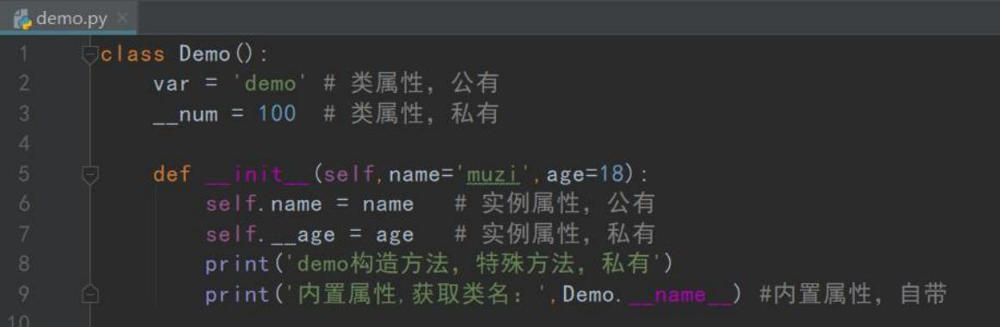 demo.py
1 class Demo():
2 var = 'demo' # 类属性，公有
3 __num = 100 # 类属性，私有
4
5 def __init__(self,name='muzi',age=18):
6 self.name = name # 实例属性，公有
7 self.__age = age # 实例属性，私有
8 print('demo构造方法，特殊方法，私有')
9 print('内置属性,获取类名：',Demo.__name__) #内置属性，自带
10